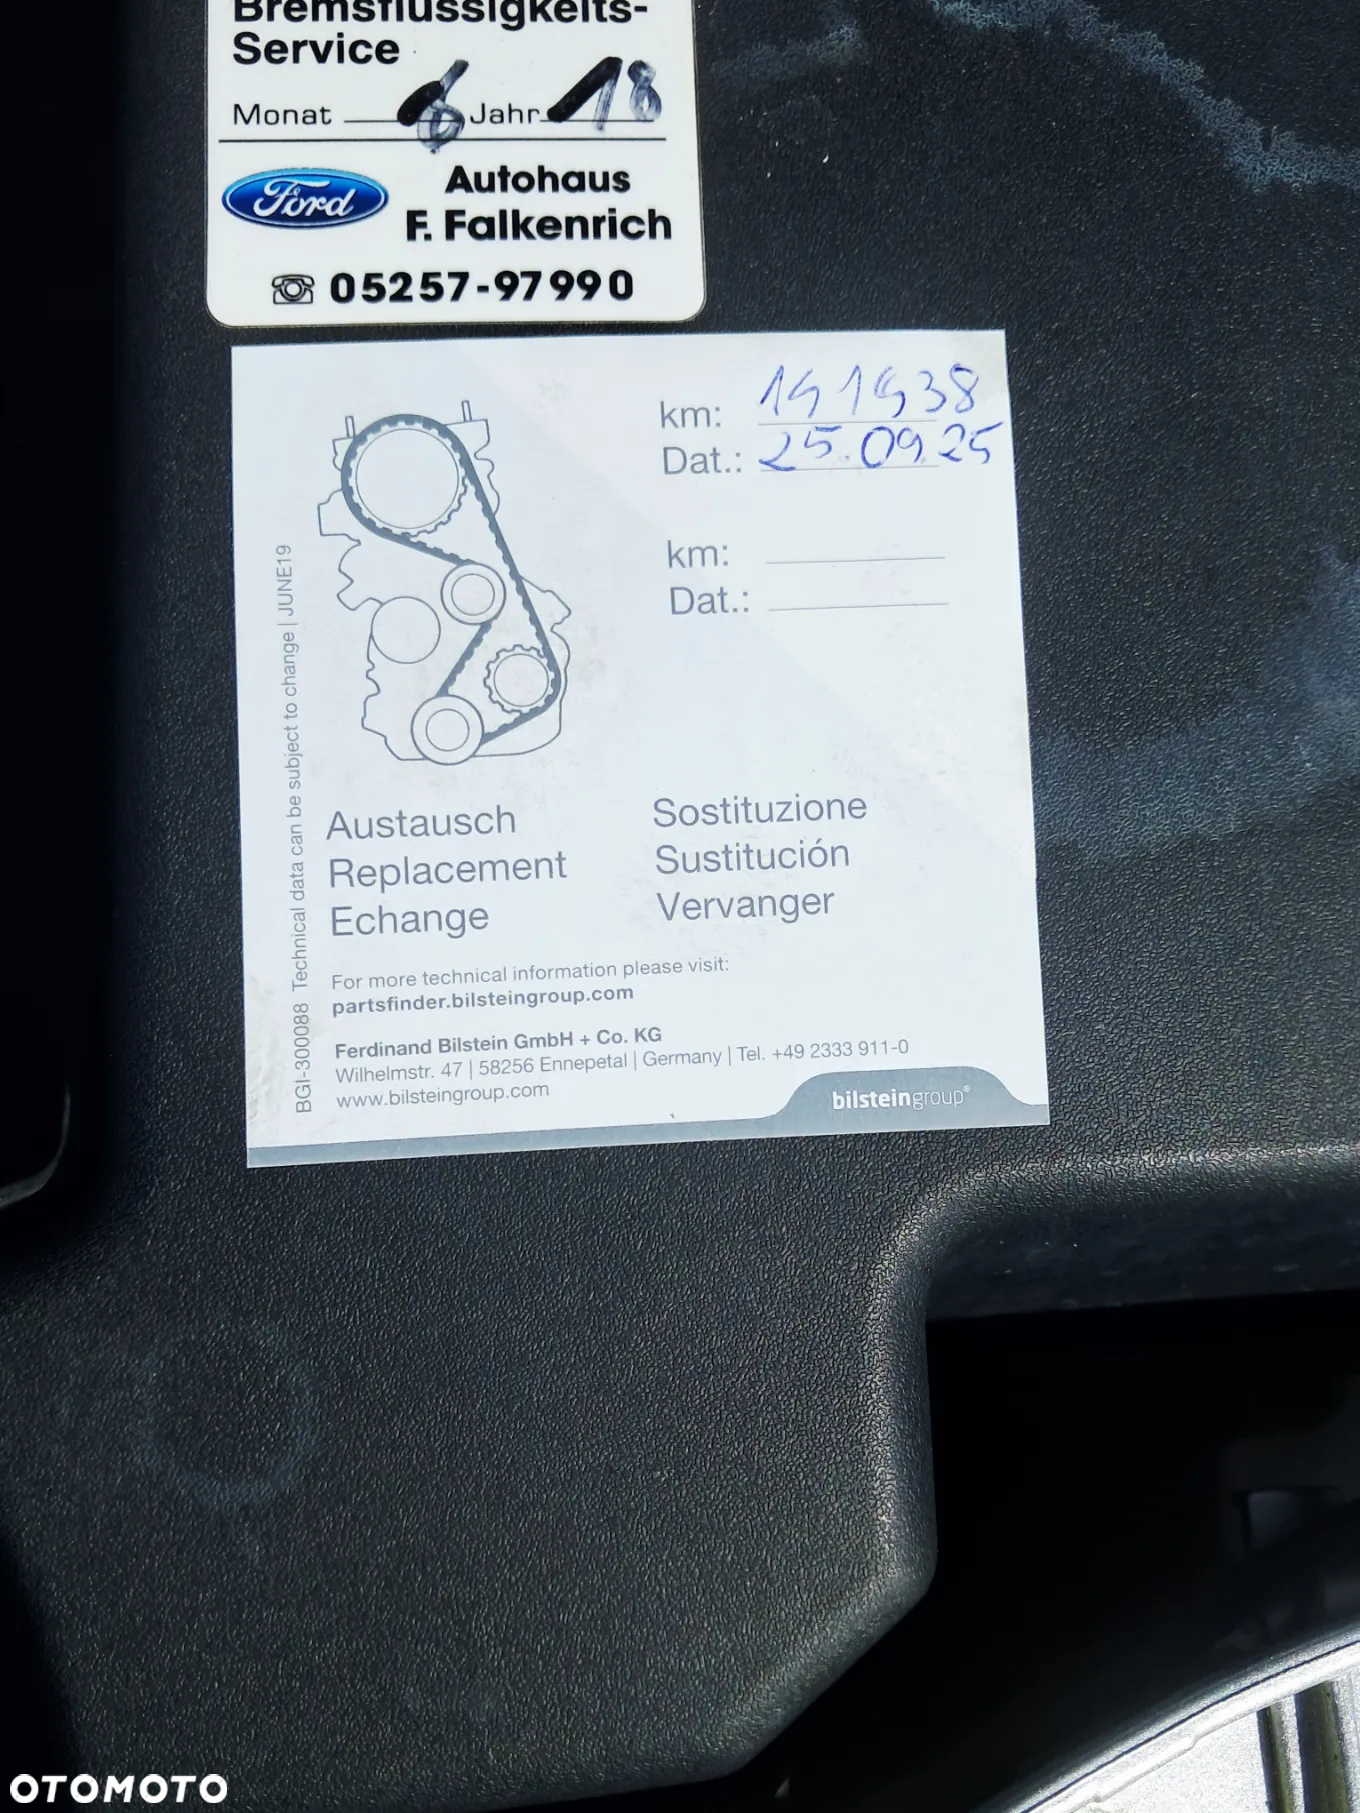 Bremsflüssigkeits-
Service
Monat 6 Jahr 18
Ford
Autohaus
F. Falkenrich
05257-97990
km: 141438
Dat.: 25.09.25
km:
Dat.:
BGI-300088 Technical data can be subject to change | JUNE19
Austausch
Replacement
Echange
Sostituzione
Sustitución
Vervanger
For more technical information please visit:
partsfinder.bilsteingroup.com
Ferdinand Bilstein GmbH + Co. KG
Wilhelmstr. 47 | 58256 Ennepetal | Germany | Tel. +49 2333 911-0
www.bilsteingroup.com
bilsteingroup®
OTOMOTO